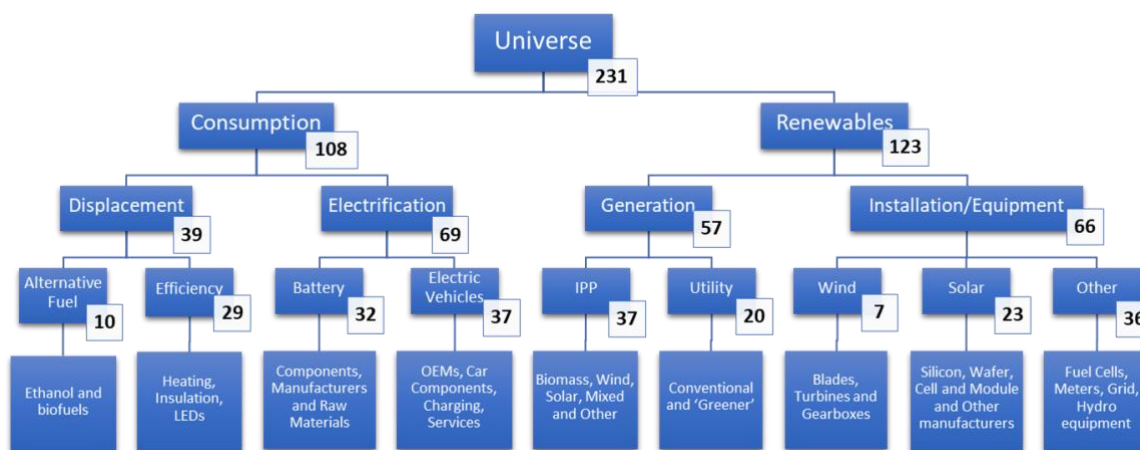 Universe
231
Consumption
108
Renewables
123
Displacement
39
Electrification
69
Generation
57
Installation/Equipment
66
Alternative
Fuel
10
Efficiency
29
Battery
32
Electric
Vehicles
37
IPP
37
Utility
20
Wind
7
Solar
23
Other
36
Ethanol and
biofuels
Heating,
Insulation,
LEDs
Components,
Manufacturers
and Raw
Materials
OEMs, Car
Components,
Charging,
Services
Biomass, Wind,
Solar, Mixed
and Other
Conventional
and ‘Greener’
Blades,
Turbines and
Gearboxes
Silicon, Wafer,
Cell and Module
and Other
manufacturers
Fuel Cells,
Meters, Grid,
Hydro
equipment